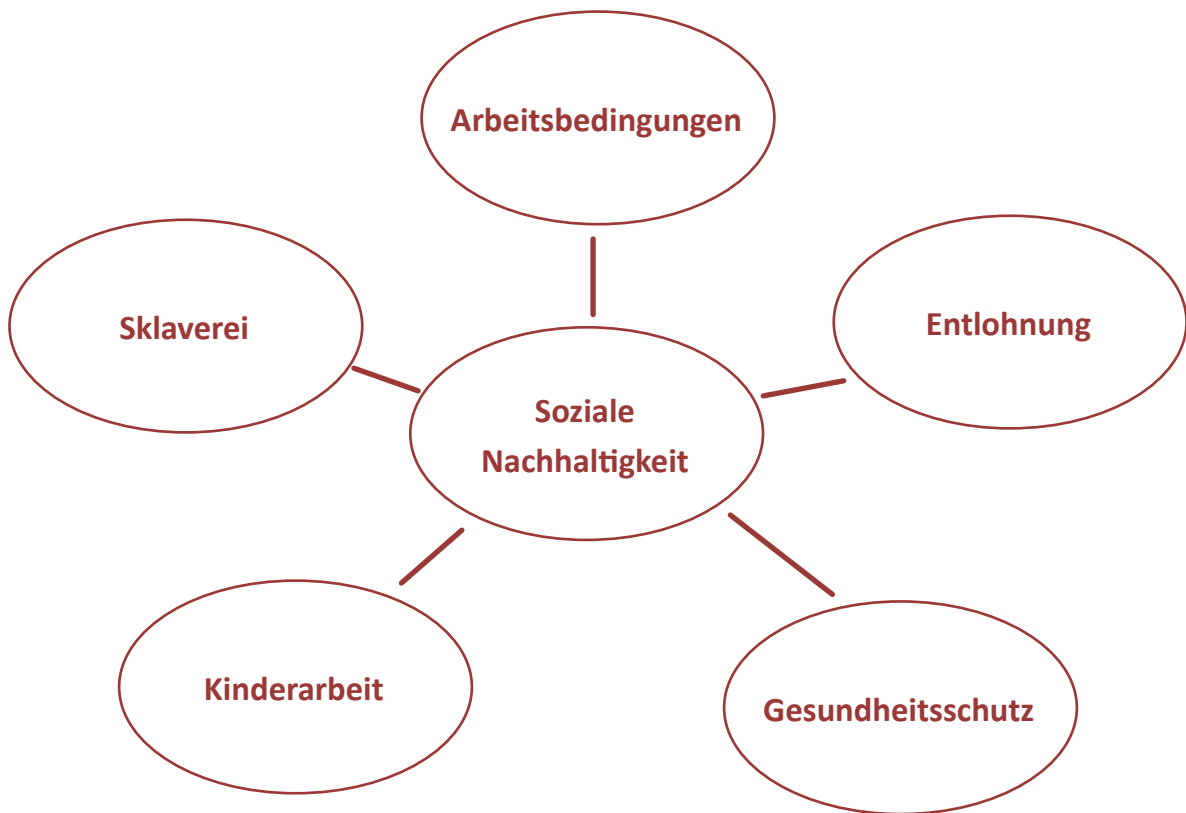 Arbeitsbedingungen
Sklaverei
Entlohnung
Soziale
Nachhaltigkeit
Kinderarbeit
Gesundheitsschutz